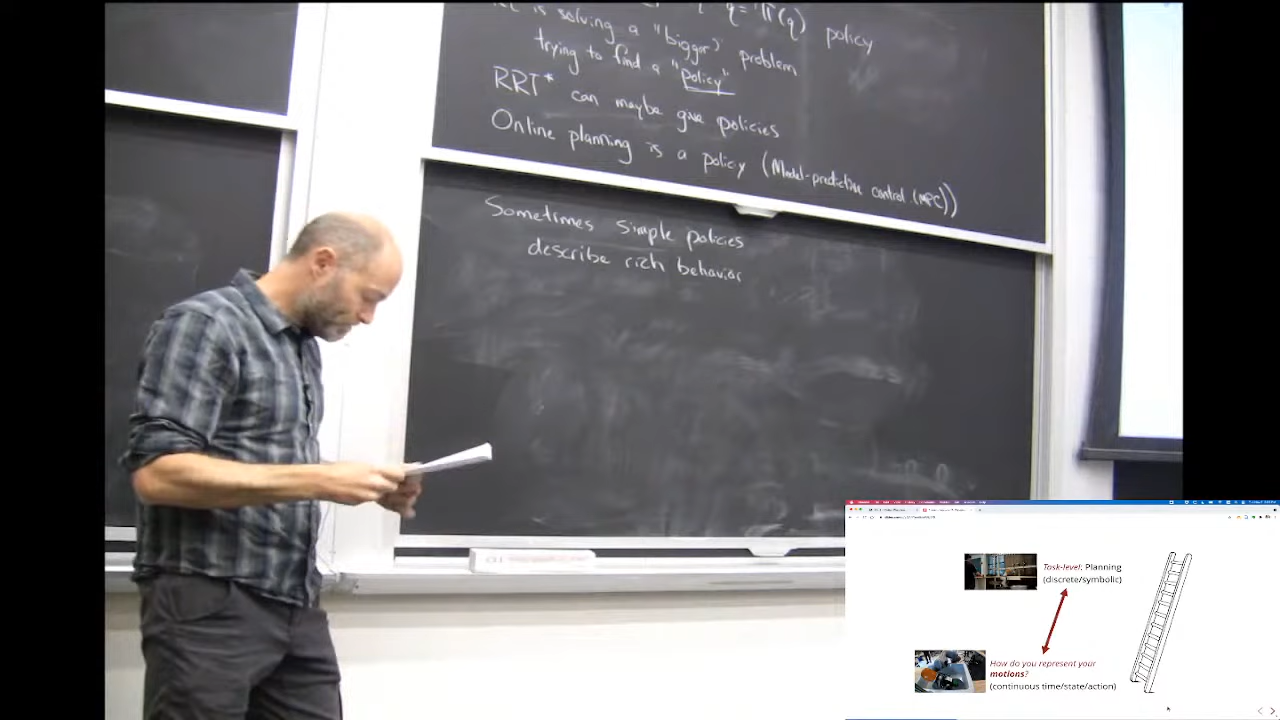 is solving a "bigger" problem
trying to find a "policy"
RRT* can maybe give policies
Online planning is a policy (Model-predictive control (MPC))
Sometimes simple policies
describe rich behavior
Task-level: Planning
(discrete/symbolic)
How do you represent your
motions?
(continuous time/state/action)